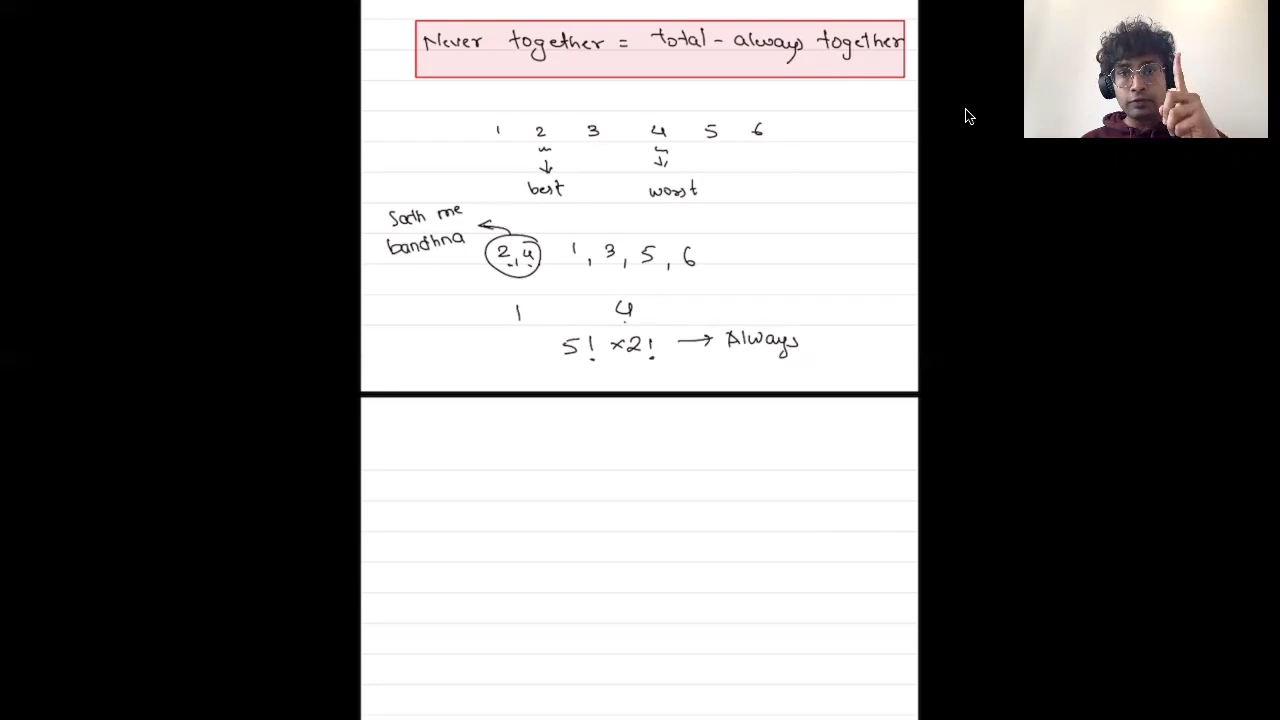 Never together = total - always together
1 2 3 4 5 6
best worst
Sath me
bandhna
2,4 1, 3, 5, 6
1 4
5! ×2! → Always